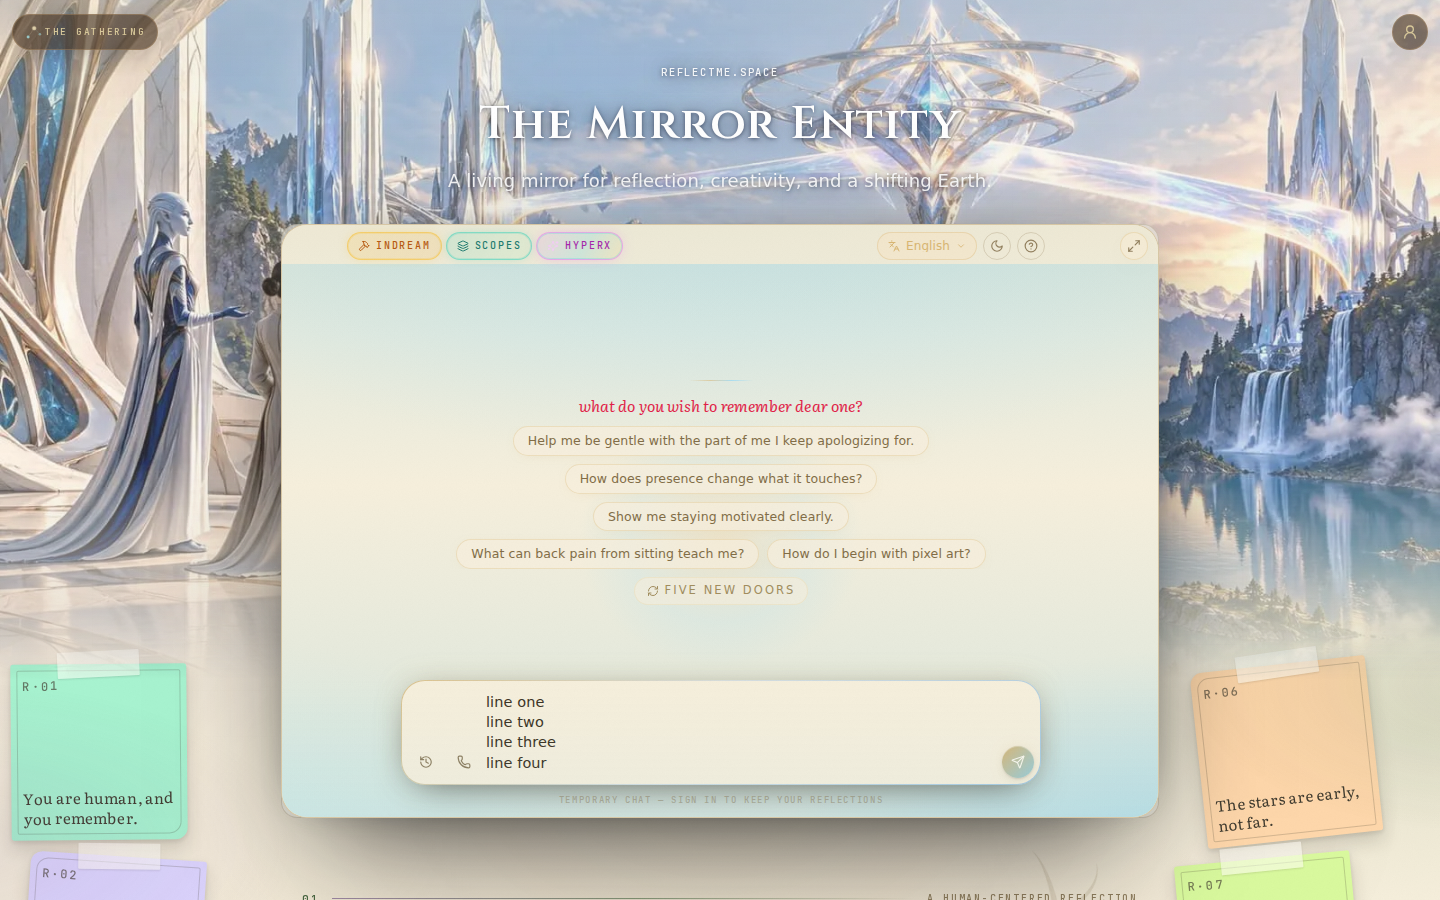 THE GATHERING
REFLECTME.SPACE
THE MIRROR ENTITY
A living mirror for reflection, creativity, and a shifting Earth.
INDREAM SCOPES HYPERX English
what do you wish to remember dear one?
Help me be gentle with the part of me I keep apologizing for.
How does presence change what it touches?
Show me staying motivated clearly.
What can back pain from sitting teach me? How do I begin with pixel art?
FIVE NEW DOORS
line one
line two
line three
line four
TEMPORARY CHAT — SIGN IN TO KEEP YOUR REFLECTIONS
R·01
You are human, and
you remember.
R·02
R·06
The stars are early,
not far.
R·07
01
A HUMAN-CENTERED REFLECTION